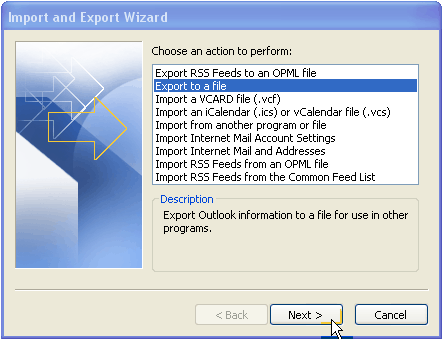 Import and Export Wizard
Choose an action to perform:
Export RSS Feeds to an OPML file
Export to a file
Import a VCARD file (.vcf)
Import an iCalendar (.ics) or vCalendar file (.vcs)
Import from another program or file
Import Internet Mail Account Settings
Import Internet Mail and Addresses
Import RSS Feeds from an OPML file
Import RSS Feeds from the Common Feed List
Description
Export Outlook information to a file for use in other
programs.
< Back
Next >
Cancel